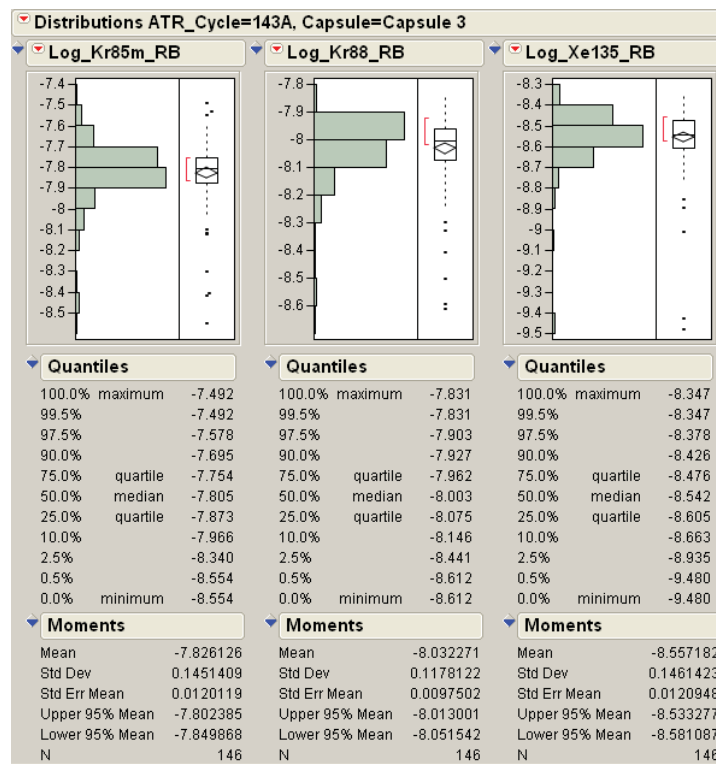 Distributions ATR_Cycle=143A, Capsule=Capsule 3
Log_Kr85m_RB
-7.4
-7.5
-7.6
-7.7
-7.8
-7.9
-8
-8.1
-8.2
-8.3
-8.4
-8.5
Quantiles
100.0% maximum -7.492
99.5% -7.492
97.5% -7.578
90.0% -7.695
75.0% quartile -7.754
50.0% median -7.805
25.0% quartile -7.873
10.0% -7.966
2.5% -8.340
0.5% -8.554
0.0% minimum -8.554
Moments
Mean -7.826126
Std Dev 0.1451409
Std Err Mean 0.0120119
Upper 95% Mean -7.802385
Lower 95% Mean -7.849868
N 146
Log_Kr88_RB
-7.8
-7.9
-8.1
-8.2
-8.3
-8.5
-8.6
Quantiles
100.0% maximum -7.831
99.5% -7.831
97.5% -7.903
90.0% -7.927
75.0% quartile -7.962
50.0% median -8.003
25.0% quartile -8.075
10.0% -8.146
2.5% -8.441
0.5% -8.612
0.0% minimum -8.612
Moments
Mean -8.032271
Std Dev 0.1178122
Std Err Mean 0.0097502
Upper 95% Mean -8.013001
Lower 95% Mean -8.051542
N 146
Log_Xe135_RB
-8.3
-8.4
-8.5
-8.6
-8.7
-8.8
-8.9
-9
-9.1
-9.2
-9.3
-9.4
-9.5
Quantiles
100.0% maximum -8.347
99.5% -8.347
97.5% -8.378
90.0% -8.426
75.0% quartile -8.476
50.0% median -8.542
25.0% quartile -8.605
10.0% -8.663
2.5% -8.935
0.5% -9.480
0.0% minimum -9.480
Moments
Mean -8.557182
Std Dev 0.1461423
Std Err Mean 0.0120948
Upper 95% Mean -8.533277
Lower 95% Mean -8.581087
N 146